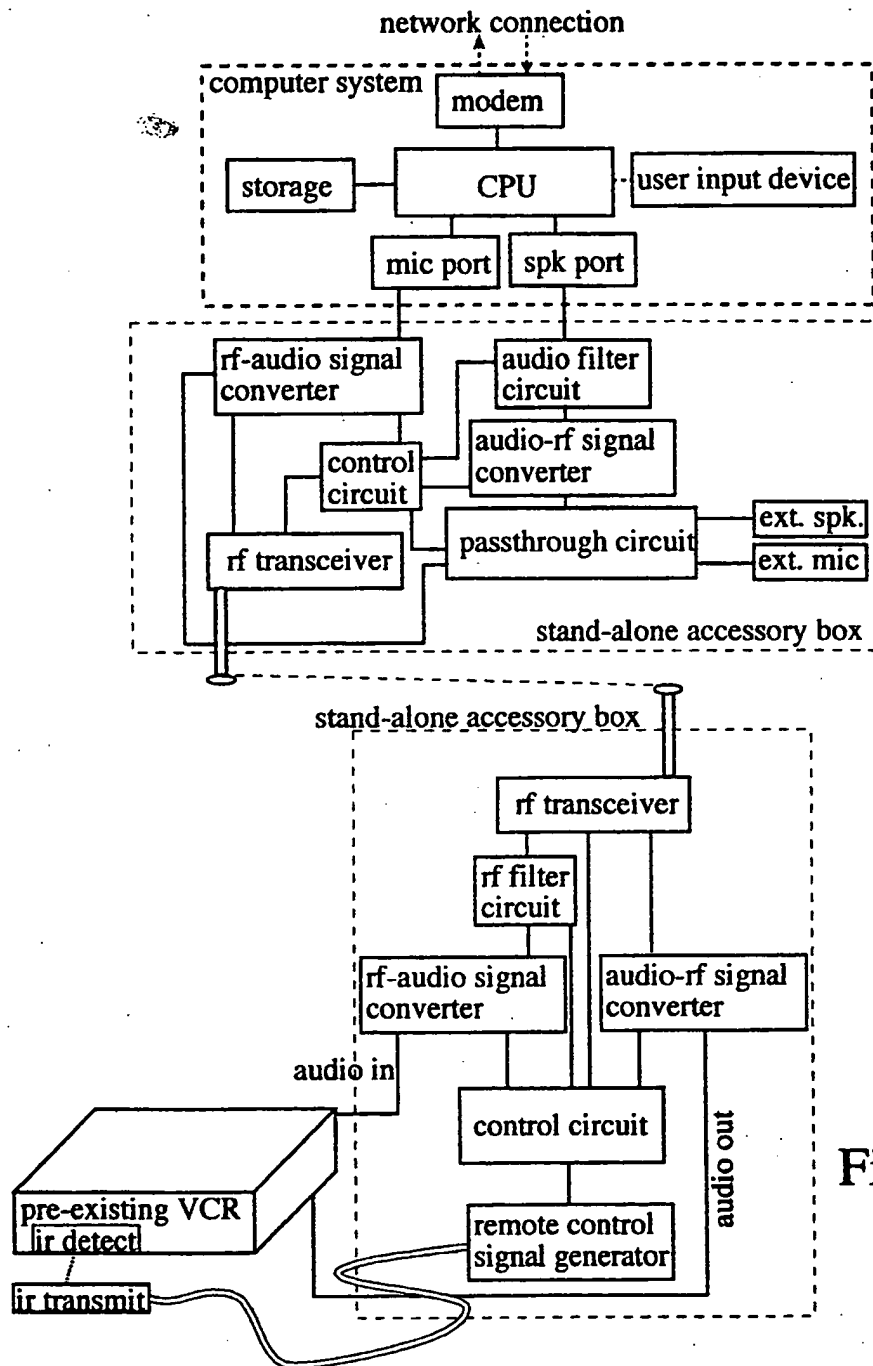 network connection
computer system
modem
storage
CPU
user input device
mic port
spk port
rf-audio signal
converter
audio filter
circuit
control
circuit
audio-rf signal
converter
rf transceiver
passthrough circuit
ext. spk.
ext. mic
stand-alone accessory box
stand-alone accessory box
rf transceiver
rf filter
circuit
rf-audio signal
converter
audio-rf signal
converter
audio in
control circuit
audio out
pre-existing VCR
ir detect
remote control
signal generator
ir transmit